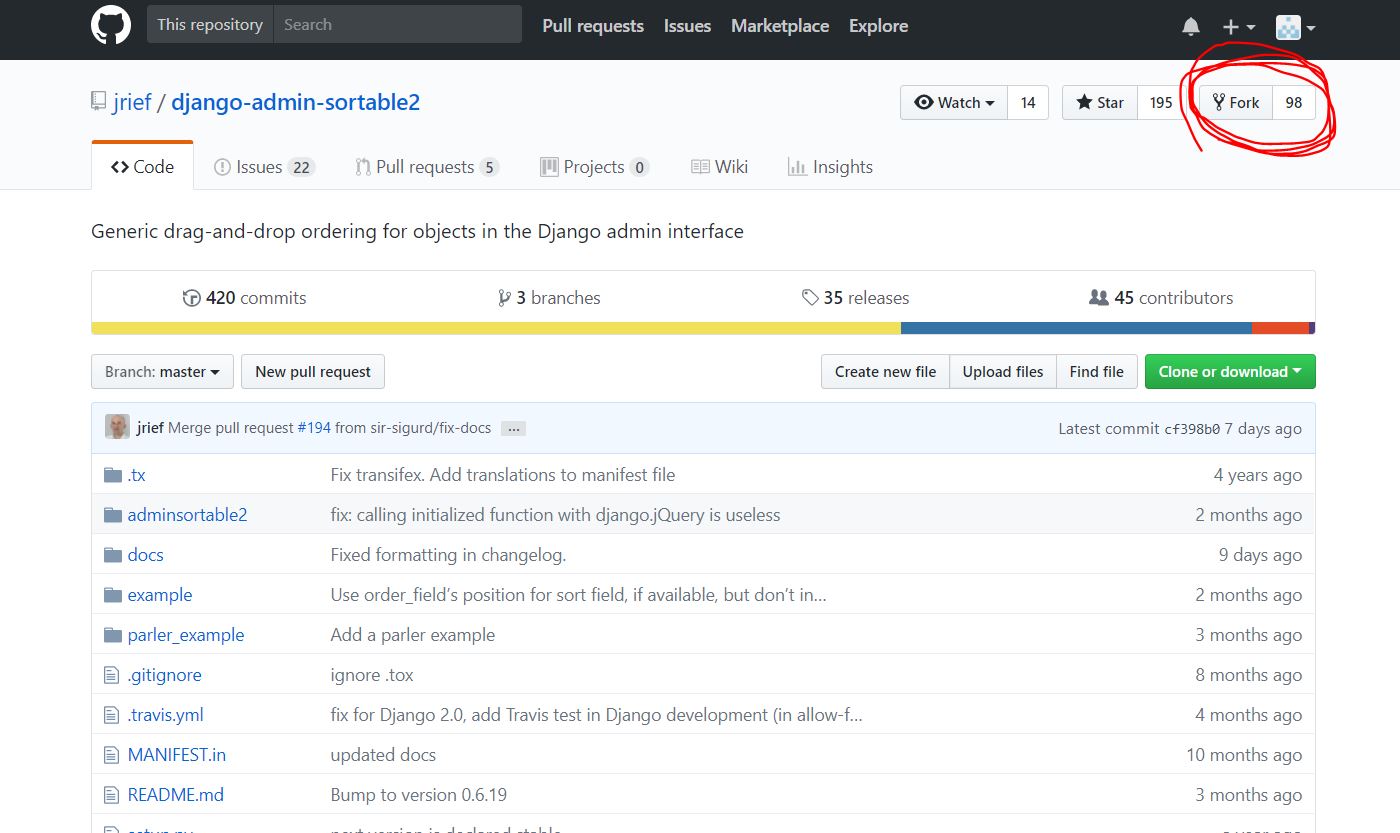 This repository Search Pull requests Issues Marketplace Explore
jrief / django-admin-sortable2 Watch 14 Star 195 Fork 98
Code Issues 22 Pull requests 5 Projects 0 Wiki Insights
Generic drag-and-drop ordering for objects in the Django admin interface
420 commits 3 branches 35 releases 45 contributors
Branch: master New pull request Create new file Upload files Find file Clone or download
jrief Merge pull request #194 from sir-sigurd/fix-docs ... Latest commit cf398b0 7 days ago
.tx Fix transifex. Add translations to manifest file 4 years ago
adminsortable2 fix: calling initialized function with django.jQuery is useless 2 months ago
docs Fixed formatting in changelog. 9 days ago
example Use order_field’s position for sort field, if available, but don’t in… 2 months ago
parler_example Add a parler example 3 months ago
.gitignore ignore .tox 8 months ago
.travis.yml fix for Django 2.0, add Travis test in Django development (in allow-f… 4 months ago
MANIFEST.in updated docs 10 months ago
README.md Bump to version 0.6.19 3 months ago